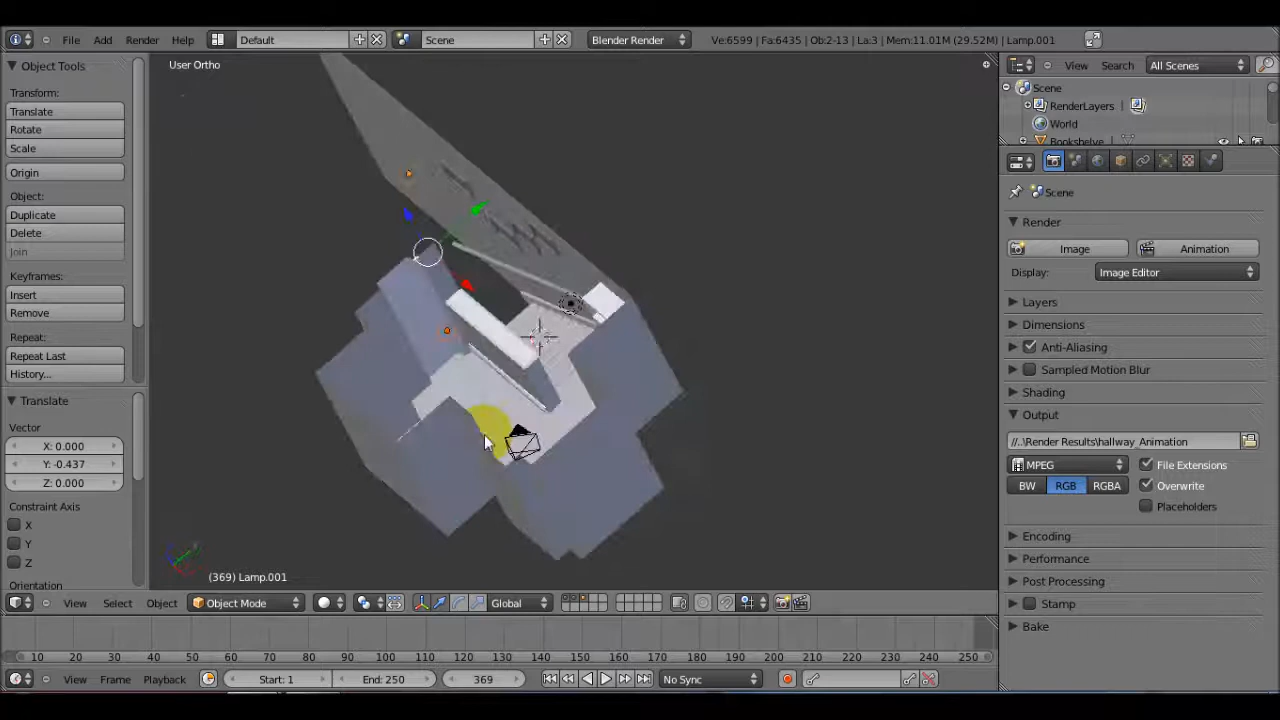 File Add Render Help Default Scene Blender Render Ve:6599 | Fa:6435 | Ob:2-13 | La:3 | Mem:11.01M (29.52M) | Lamp.001
Object Tools
Transform:
Translate
Rotate
Scale
Origin
Object:
Duplicate
Delete
Join
Keyframes:
Insert
Remove
Repeat:
Repeat Last
History...
Translate
Vector
X: 0.000
Y: -0.437
Z: 0.000
Constraint Axis
X
Y
Z
Orientation
User Ortho
(369) Lamp.001
View Select Object Object Mode Global
10 20 30 40 50 60 70 80 90 100 110 120 130 140 150 160 170 180 190 200 210 220 230 240 250
View Frame Playback Start: 1 End: 250 369 No Sync
View Search All Scenes
Scene
RenderLayers |
World
Bookshelve
Scene
Render
Image Animation
Display: Image Editor
Layers
Dimensions
Anti-Aliasing
Sampled Motion Blur
Shading
Output
//..\Render Results\hallway_Animation
MPEG File Extensions
BW RGB RGBA Overwrite
Placeholders
Encoding
Performance
Post Processing
Stamp
Bake